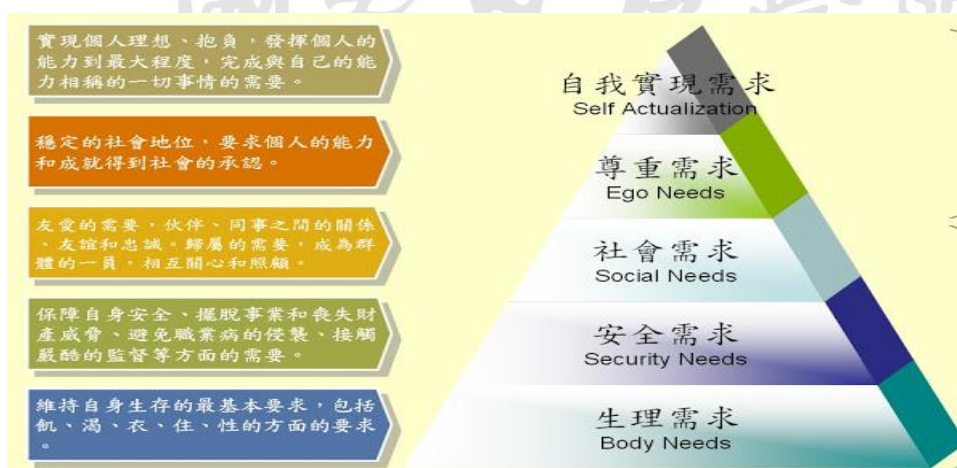 實現個人理想、抱負，發揮個人的
能力到最大程度，完成與自己的能
力相稱的一切事情的需要。
自我實現需求
Self Actualization
穩定的社會地位，要求個人的能力
和成就得到社會的承認。
尊重需求
Ego Needs
友愛的需要，伙伴、同事之間的關係
、友誼和忠誠。歸屬的需要，成為群
體的一員，相互關心和照顧。
社會需求
Social Needs
保障自身安全、擺脫事業和喪失財
產威脅、避免職業病的侵襲、接觸
嚴酷的監督等方面的需要。
安全需求
Security Needs
維持自身生存的最基本要求，包括
飢、渴、衣、住、性的方面的要求
。
生理需求
Body Needs